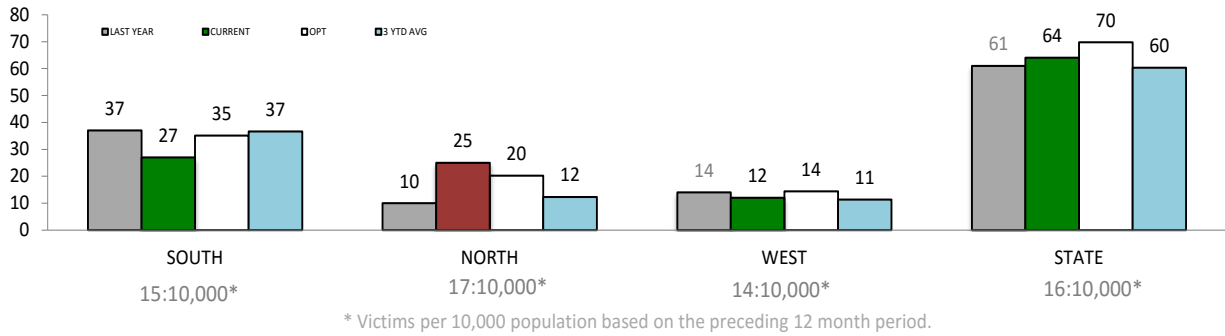 80
70
60
50
40
30
20
10
0
LAST YEAR CURRENT OPT 3 YTD AVG
37 27 35 37
10 25 20 12
14 12 14 11
61 64 70 60
SOUTH NORTH WEST STATE
15:10,000* 17:10,000* 14:10,000* 16:10,000*
* Victims per 10,000 population based on the preceding 12 month period.